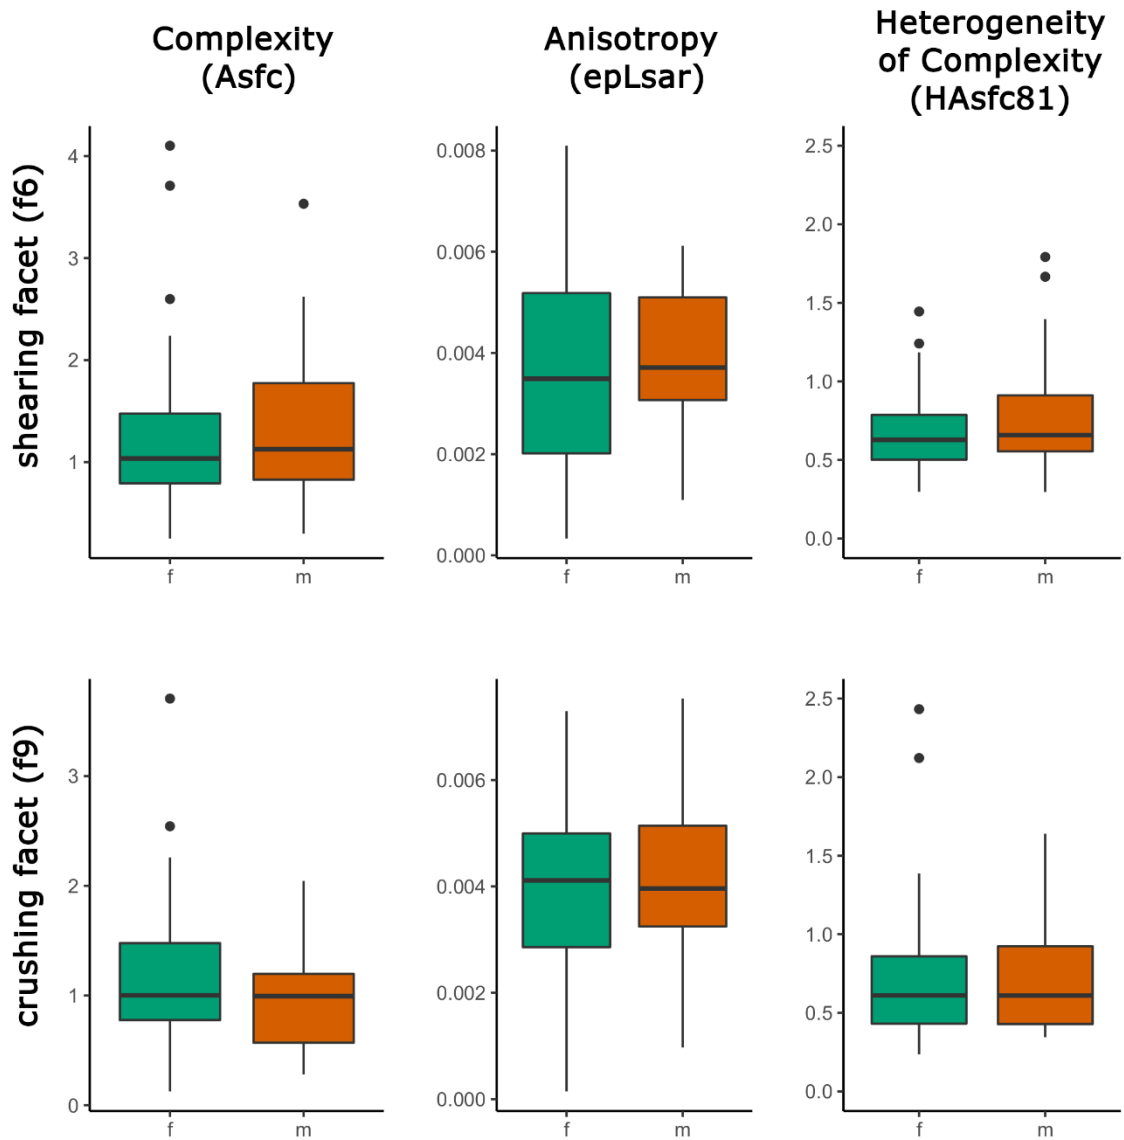 Complexity
(Asfc)
Anisotropy
(epLsar)
Heterogeneity
of Complexity
(HAsfc81)
shearing facet (f6)
4
3
2
1
f
m
0.008
0.006
0.004
0.002
0.000
f
m
2.5
2.0
1.5
1.0
0.5
0.0
f
m
crushing facet (f9)
3
2
1
0
f
m
0.006
0.004
0.002
0.000
f
m
2.5
2.0
1.5
1.0
0.5
0.0
f
m